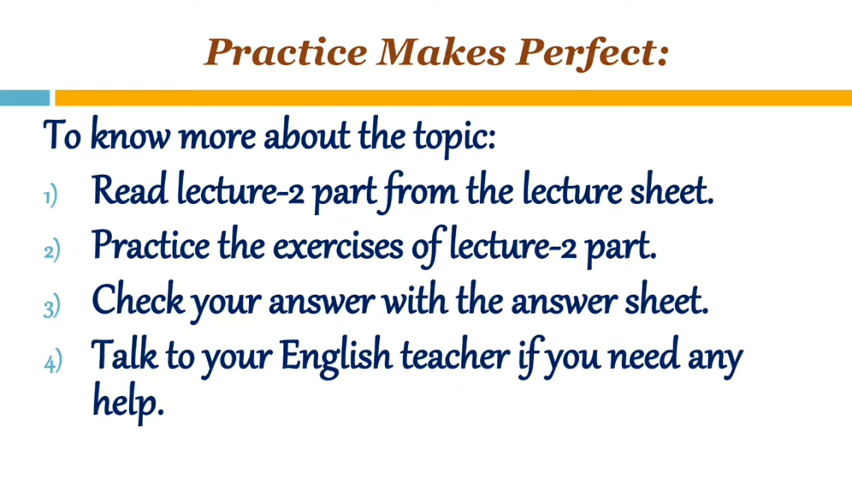 Practice Makes Perfect:
To know more about the topic:
1) Read lecture-2 part from the lecture sheet.
2) Practice the exercises of lecture-2 part.
3) Check your answer with the answer sheet.
4) Talk to your English teacher if you need any
help.